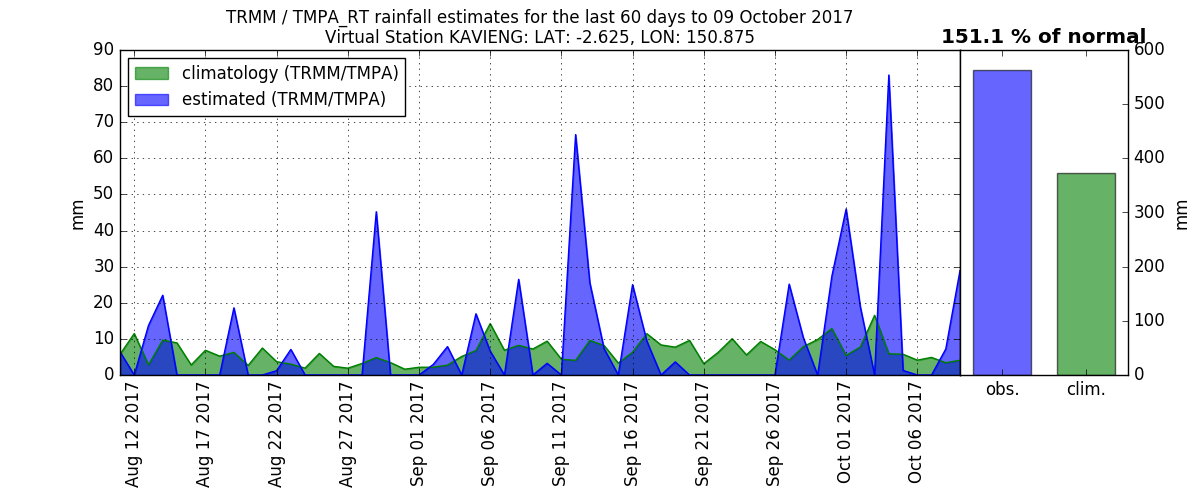 TRMM / TMPA_RT rainfall estimates for the last 60 days to 09 October 2017
Virtual Station KAVIENG: LAT: -2.625, LON: 150.875
151.1 % of normal
climatology (TRMM/TMPA)
estimated (TRMM/TMPA)
mm
90
80
70
60
50
40
30
20
10
0
Aug 12 2017
Aug 17 2017
Aug 22 2017
Aug 27 2017
Sep 01 2017
Sep 06 2017
Sep 11 2017
Sep 16 2017
Sep 21 2017
Sep 26 2017
Oct 01 2017
Oct 06 2017
obs.
clim.
600
500
400
300
200
100
0
mm